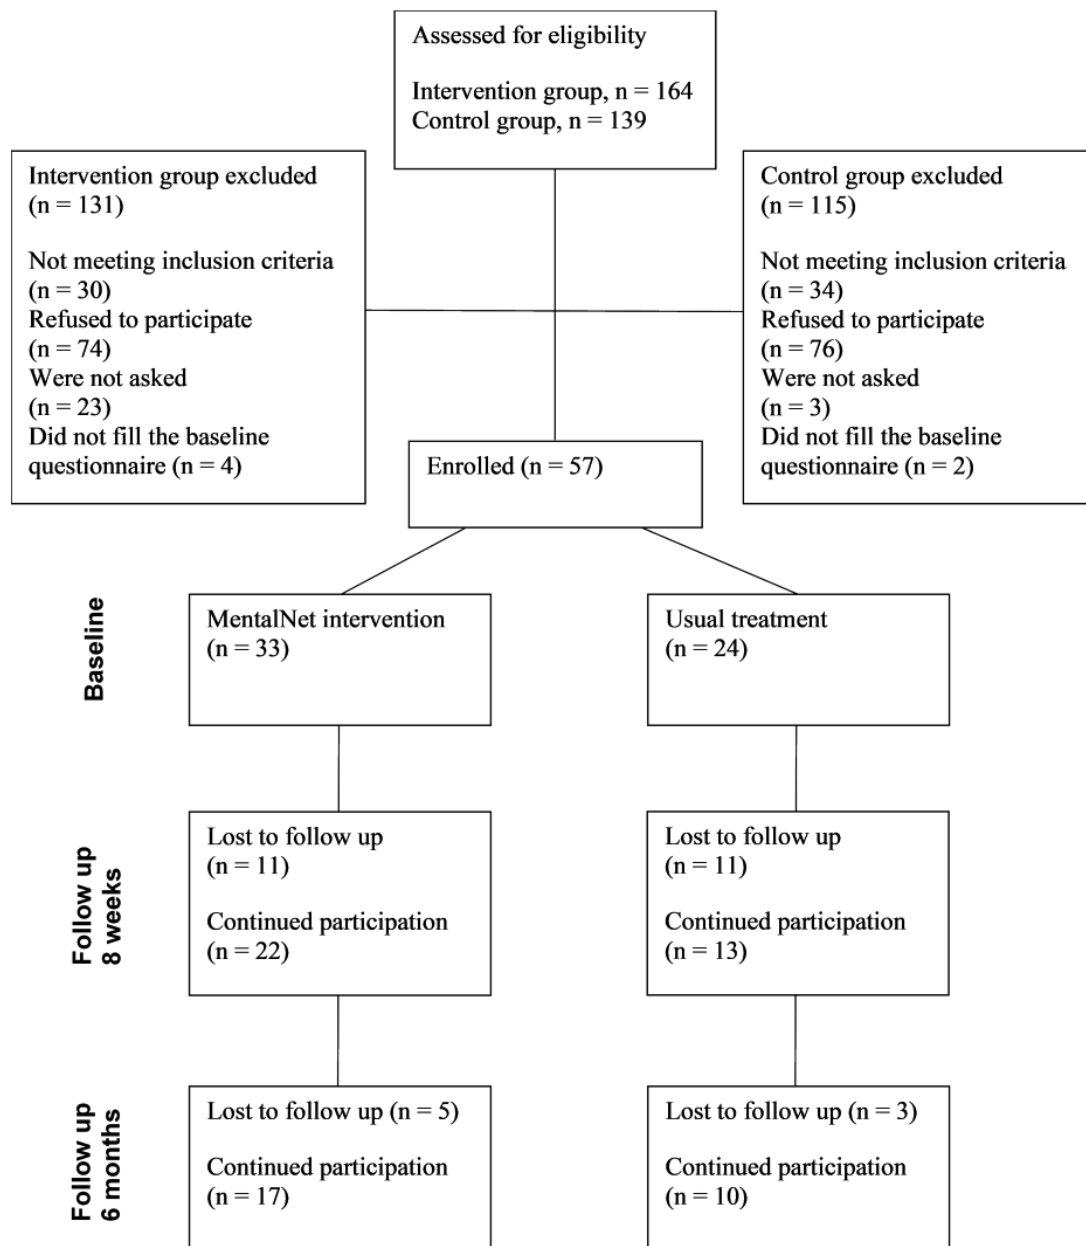 Assessed for eligibility
Intervention group, n = 164
Control group, n = 139
Intervention group excluded
(n = 131)
Not meeting inclusion criteria
(n = 30)
Refused to participate
(n = 74)
Were not asked
(n = 23)
Did not fill the baseline
questionnaire (n = 4)
Control group excluded
(n = 115)
Not meeting inclusion criteria
(n = 34)
Refused to participate
(n = 76)
Were not asked
(n = 3)
Did not fill the baseline
questionnaire (n = 2)
Enrolled (n = 57)
Baseline
MentalNet intervention
(n = 33)
Usual treatment
(n = 24)
Follow up
8 weeks
Lost to follow up
(n = 11)
Continued participation
(n = 22)
Lost to follow up
(n = 11)
Continued participation
(n = 13)
Follow up
6 months
Lost to follow up (n = 5)
Continued participation
(n = 17)
Lost to follow up (n = 3)
Continued participation
(n = 10)